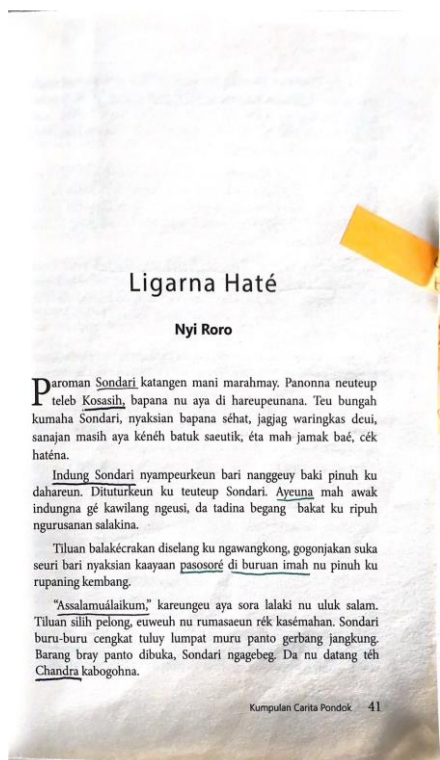 Ligarna Haté
Nyi Roro
Paroman Sondari katangen mani marahmay. Panonna neuteup
teleb Kosasih, bapana nu aya di hareupeunana. Teu bungah
kumaha Sondari, nyaksian bapana séhat, jagjag waringkas deui,
sanajan masih aya kénéh batuk saeutik, éta mah jamak baé, cék
haténa.
Indung Sondari nyampeurkeun bari nanggeuy baki pinuh ku
dahareun. Dituturkeun ku teuteup Sondari. Ayeuna mah awak
indungna gé kawilang ngeusi, da tadina begang bakat ku ripuh
ngurusanan salakina.
Tiluan balakécrakan diselang ku ngawangkong, gogonjakan suka
seuri bari nyaksian kaayaan pasosoré di buruan imah nu pinuh ku
rupaning kembang.
“Assalamuálaikum,” kareungeu aya sora lalaki nu uluk salam.
Tiluan silih pelong, euweuh nu rumasaeun rék kasémahan. Sondari
buru-buru cengkat tuluy lumpat muru panto gerbang jangkung.
Barang bray panto dibuka, Sondari ngagebeg. Da nu datang téh
Chandra kabogohna.
Kumpulan Carita Pondok 41